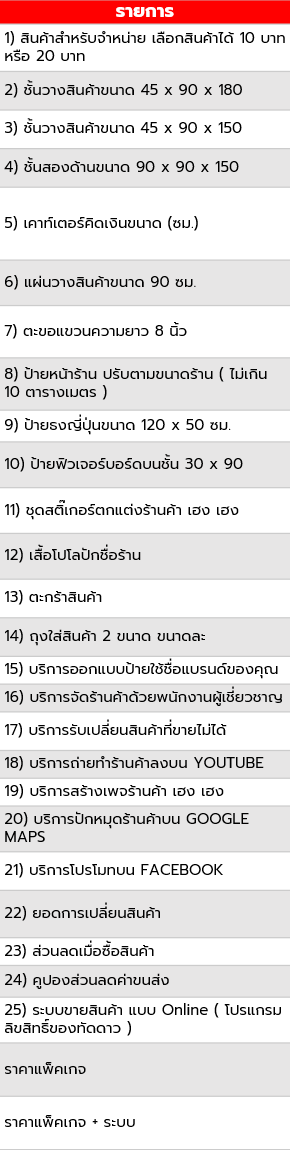 รายการ
1) สินค้าสำหรับจำหน่าย เลือกสินค้าได้ 10 บาท
หรือ 20 บาท
2) ชั้นวางสินค้าขนาด 45 x 90 x 180
3) ชั้นวางสินค้าขนาด 45 x 90 x 150
4) ชั้นสองด้านขนาด 90 x 90 x 150
5) เคาท์เตอร์คิดเงินขนาด (ซม.)
6) แผ่นวางสินค้าขนาด 90 ซม.
7) ตะขอแขวนความยาว 8 นิ้ว
8) ป้ายหน้าร้าน ปรับตามขนาดร้าน ( ไม่เกิน
10 ตารางเมตร )
9) ป้ายธงญี่ปุ่นขนาด 120 x 50 ซม.
10) ป้ายฟิวเจอร์บอร์ดบนชั้น 30 x 90
11) ชุดสติ๊กเกอร์ตกแต่งร้านค้า เฮง เฮง
12) เสื้อโปโลปักชื่อร้าน
13) ตะกร้าสินค้า
14) ถุงใส่สินค้า 2 ขนาด ขนาดละ
15) บริการออกแบบป้ายใช้ชื่อแบรนด์ของคุณ
16) บริการจัดร้านค้าด้วยพนักงานผู้เชี่ยวชาญ
17) บริการรับเปลี่ยนสินค้าที่ขายไม่ได้
18) บริการถ่ายทำร้านค้าลงบน YOUTUBE
19) บริการสร้างเพจร้านค้า เฮง เฮง
20) บริการปักหมุดร้านค้าบน GOOGLE
MAPS
21) บริการโปรโมทบน FACEBOOK
22) ยอดการเปลี่ยนสินค้า
23) ส่วนลดเมื่อซื้อสินค้า
24) คูปองส่วนลดค่าขนส่ง
25) ระบบขายสินค้า แบบ Online ( โปรแกรม
ลิขสิทธิ์ของทัดดาว )
ราคาแพ็คเกจ
ราคาแพ็คเกจ + ระบบ